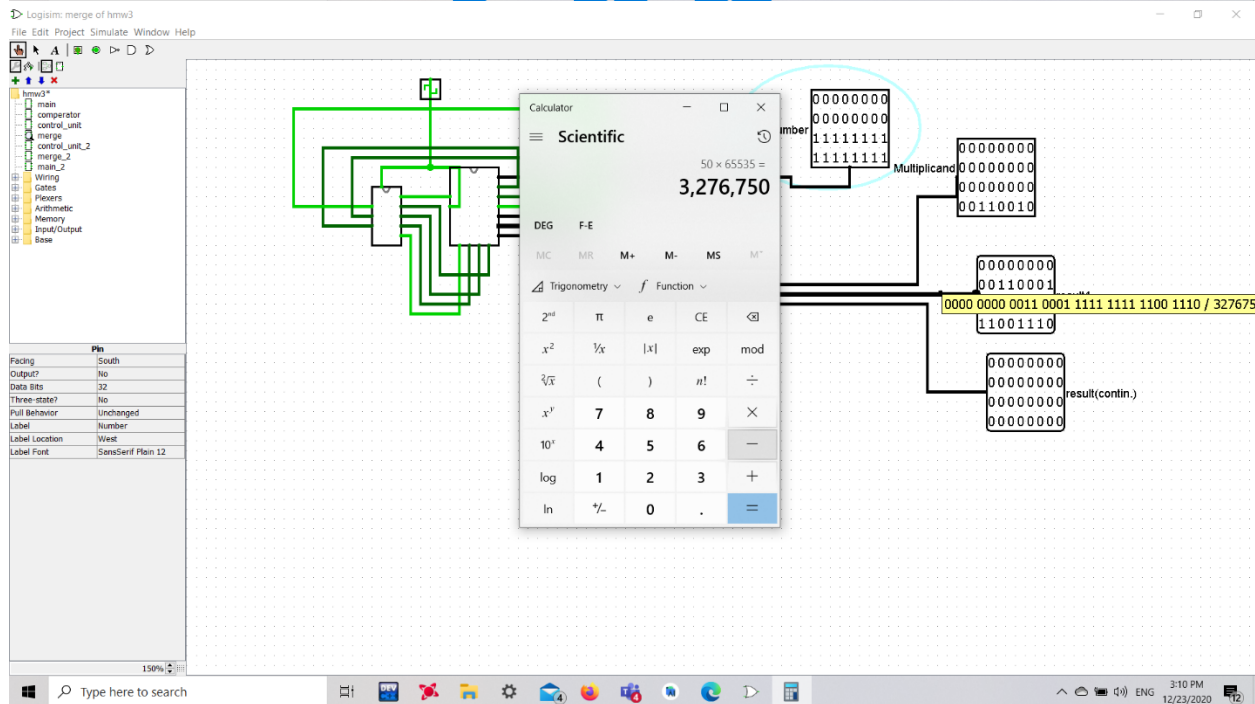 Logisim: merge of hmw3
File Edit Project Simulate Window Help
A
hmw3*
main
comperator
control_unit
merge
control_unit_2
merge_2
main_2
Wiring
Gates
Plexers
Arithmetic
Memory
Input/Output
Base
Pin
Facing South
Output? No
Data Bits 32
Three-state? No
Pull Behavior Unchanged
Label Number
Label Location West
Label Font SansSerif Plain 12
150%
Calculator
Scientific
50 × 65535 =
3,276,750
DEG F-E
MC MR M+ M- MS M˅
Trigonometry f Function
2ⁿᵈ π e CE
x² ¹/x |x| exp mod
²√x ( ) n! ÷
xʸ 7 8 9 ×
10ˣ 4 5 6 −
log 1 2 3 +
ln +/− 0 . =
umber
00000000
00000000
11111111
11111111
Multiplicand
00000000
00000000
00000000
00110010
00000000
00110001
0000 0000 0011 0001 1111 1111 1100 1110 / 327675
11001110
00000000
00000000
00000000
00000000
result(contin.)
Type here to search
DEV
4
ENG
3:10 PM
12/23/2020
12